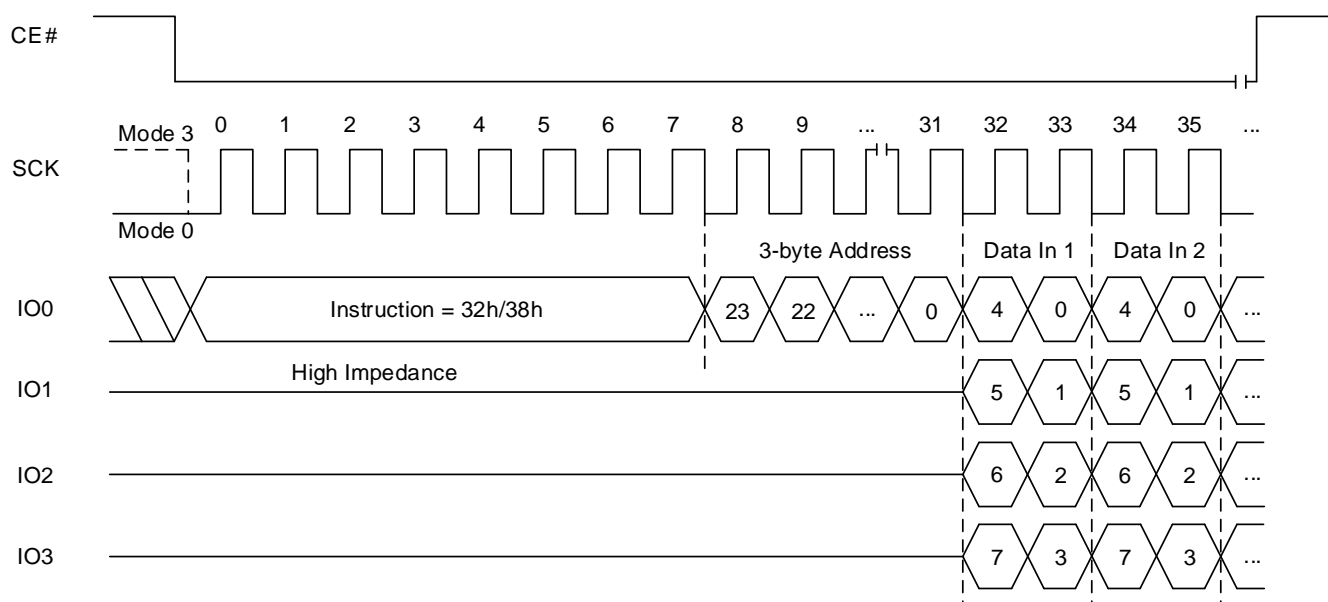 CE#
Mode 3
0 1 2 3 4 5 6 7 8 9 ... 31 32 33 34 35 ...
SCK
Mode 0
3-byte Address Data In 1 Data In 2
IO0 Instruction = 32h/38h 23 22 ... 0 4 0 4 0 ...
High Impedance
IO1 5 1 5 1 ...
IO2 6 2 6 2 ...
IO3 7 3 7 3 ...